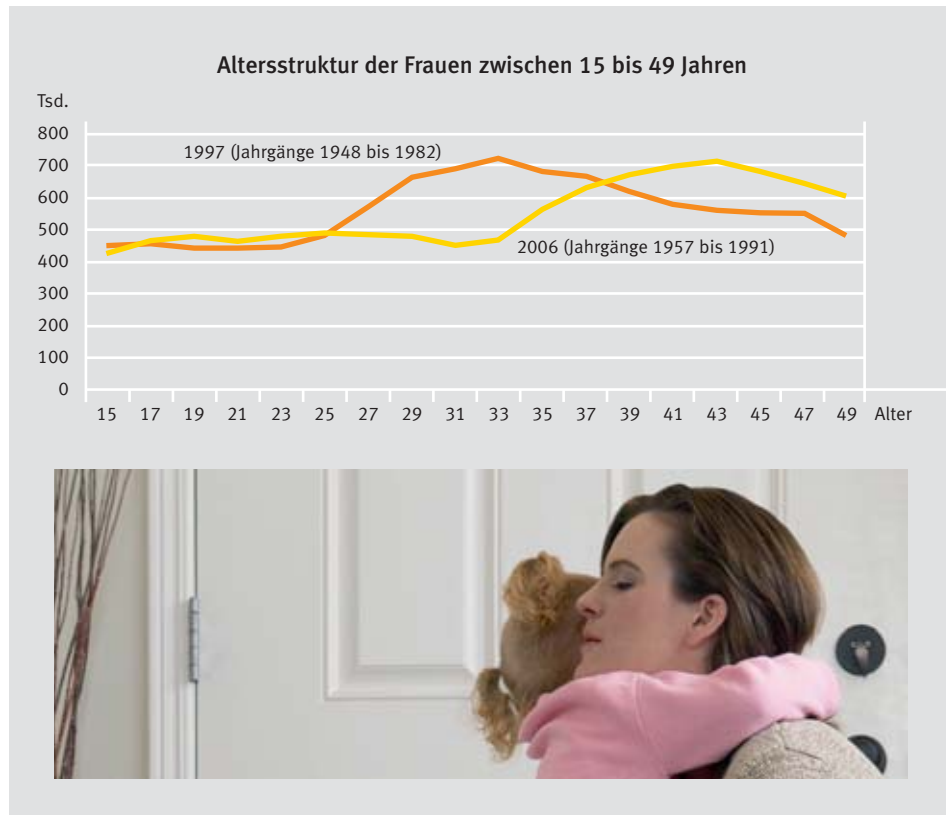 Altersstruktur der Frauen zwischen 15 bis 49 Jahren
Tsd.
800
1997 (Jahrgänge 1948 bis 1982)
700
600
500
2006 (Jahrgänge 1957 bis 1991)
400
300
200
100
0
15 17 19 21 23 25 27 29 31 33 35 37 39 41 43 45 47 49 Alter